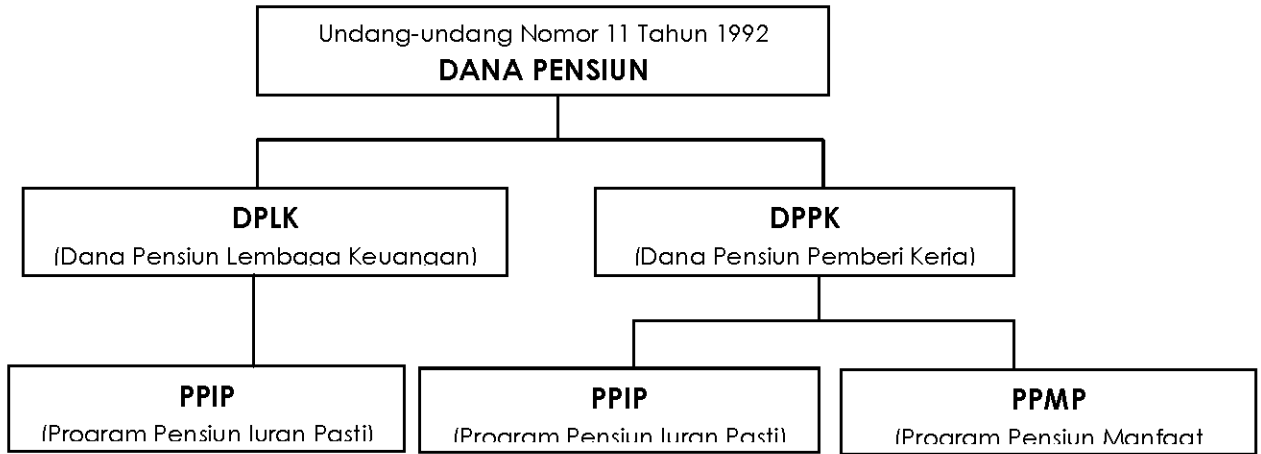 Undang-undang Nomor 11 Tahun 1992
DANA PENSIUN
DPLK
(Dana Pensiun Lembaga Keuangan)
DPPK
(Dana Pensiun Pemberi Kerja)
PPIP
(Program Pensiun Iuran Pasti)
PPIP
(Program Pensiun Iuran Pasti)
PPMP
(Program Pensiun Manfaat